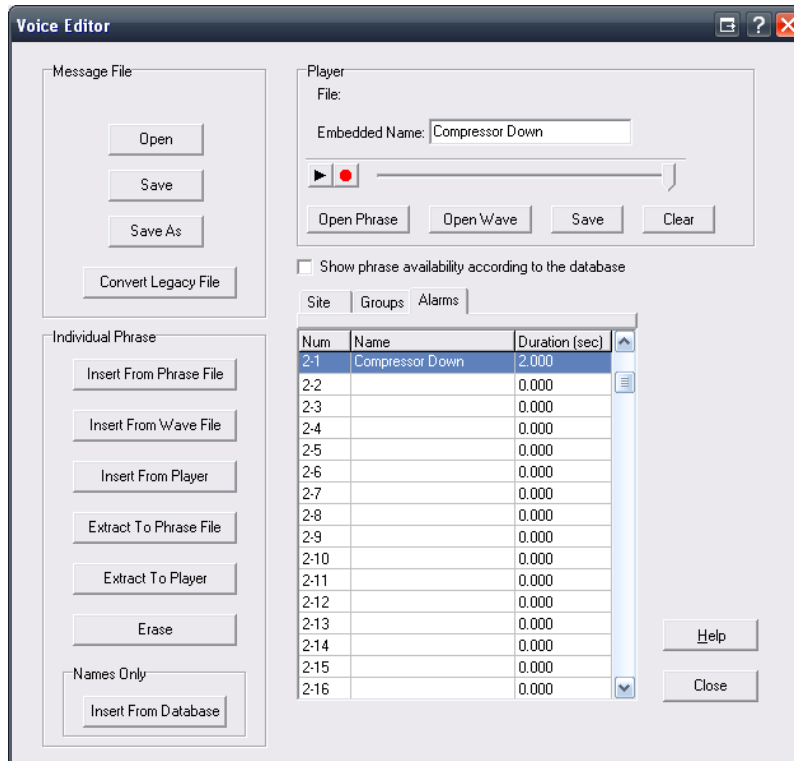 Voice Editor
Message File
Open
Save
Save As
Convert Legacy File
Individual Phrase
Insert From Phrase File
Insert From Wave File
Insert From Player
Extract To Phrase File
Extract To Player
Erase
Names Only
Insert From Database
Player
File:
Embedded Name: Compressor Down
Open Phrase Open Wave Save Clear
Show phrase availability according to the database
Site Groups Alarms
Num Name Duration (sec)
2-1 Compressor Down 2.000
2-2 0.000
2-3 0.000
2-4 0.000
2-5 0.000
2-6 0.000
2-7 0.000
2-8 0.000
2-9 0.000
2-10 0.000
2-11 0.000
2-12 0.000
2-13 0.000
2-14 0.000
2-15 0.000
2-16 0.000
Help
Close